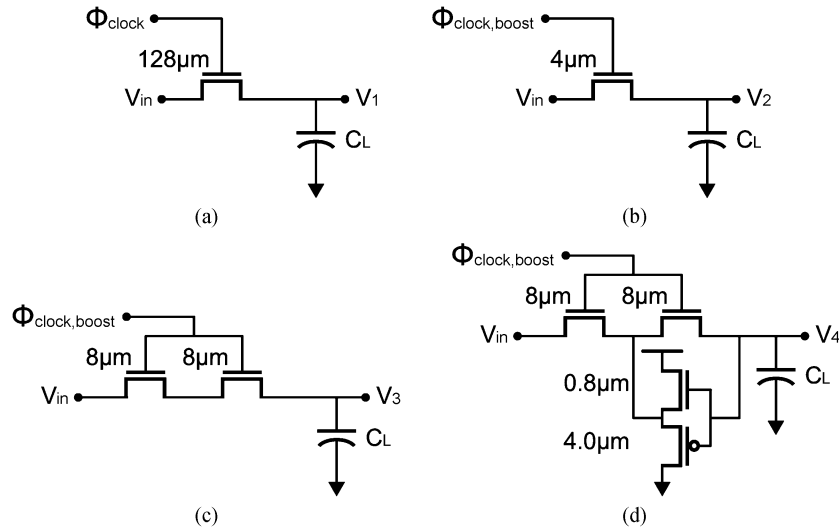 Φclock
128μm
Vin
V1
CL
(a)
Φclock,boost
4μm
Vin
V2
CL
(b)
Φclock,boost
8μm 8μm
Vin
V3
CL
(c)
Φclock,boost
8μm 8μm
Vin
V4
0.8μm
CL
4.0μm
(d)